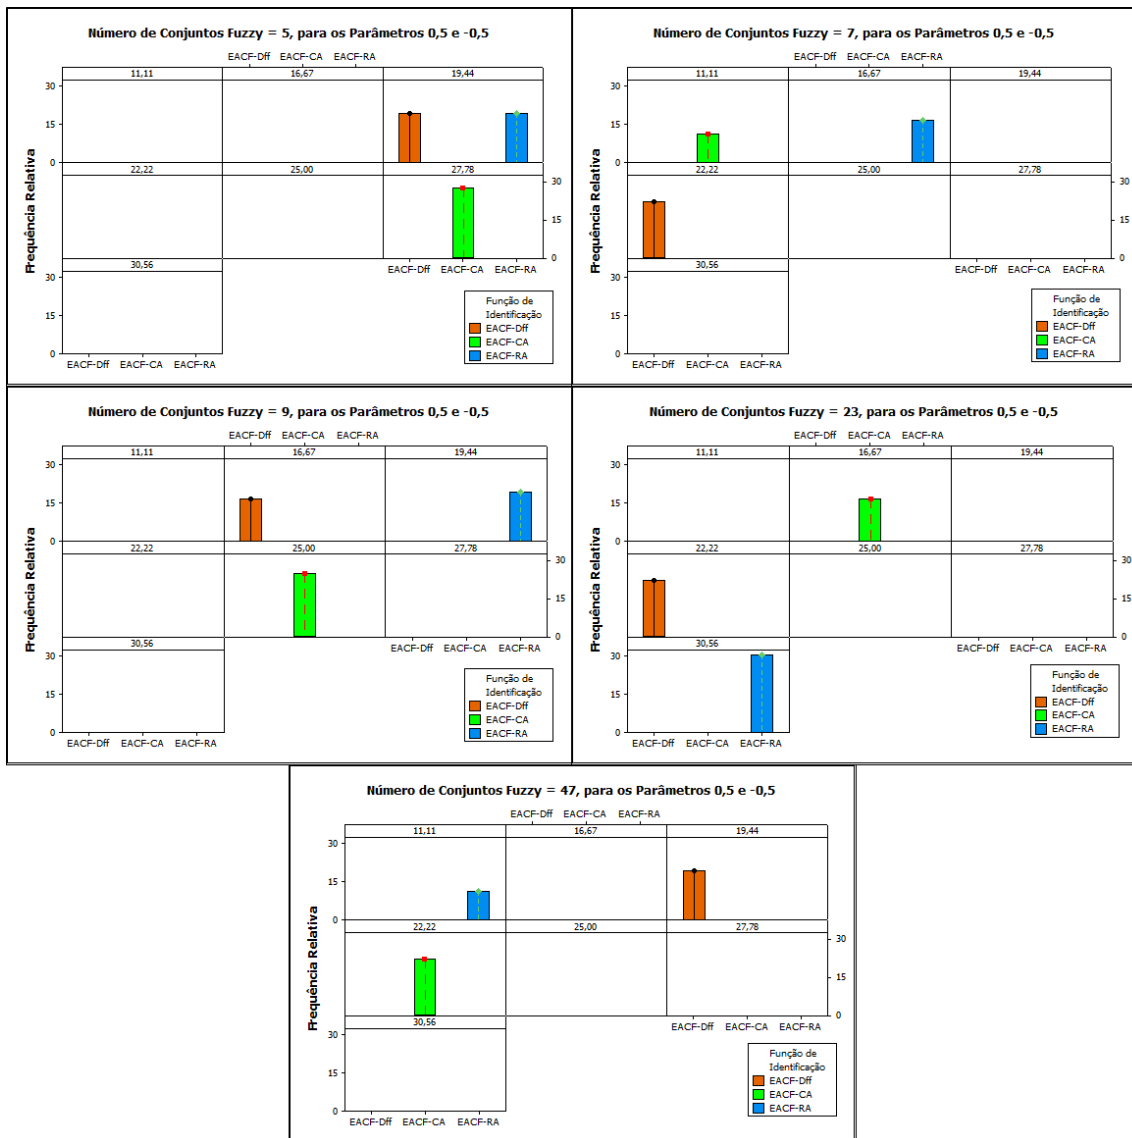 Número de Conjuntos Fuzzy = 5, para os Parâmetros 0,5 e -0,5
EACF-Dff EACF-CA EACF-RA
11,11 16,67 19,44
30
15
0
22,22 25,00 27,78
30
15
0
30,56
30
15
0
Frequência Relativa
EACF-Dff EACF-CA EACF-RA
EACF-Dff EACF-CA EACF-RA
Função de
Identificação
EACF-Dff
EACF-CA
EACF-RA
Número de Conjuntos Fuzzy = 7, para os Parâmetros 0,5 e -0,5
EACF-Dff EACF-CA EACF-RA
11,11 16,67 19,44
30
15
0
22,22 25,00 27,78
30
15
0
30,56
30
15
0
Frequência Relativa
EACF-Dff EACF-CA EACF-RA
EACF-Dff EACF-CA EACF-RA
Função de
Identificação
EACF-Dff
EACF-CA
EACF-RA
Número de Conjuntos Fuzzy = 9, para os Parâmetros 0,5 e -0,5
EACF-Dff EACF-CA EACF-RA
11,11 16,67 19,44
30
15
0
22,22 25,00 27,78
30
15
0
30,56
30
15
0
Frequência Relativa
EACF-Dff EACF-CA EACF-RA
EACF-Dff EACF-CA EACF-RA
Função de
Identificação
EACF-Dff
EACF-CA
EACF-RA
Número de Conjuntos Fuzzy = 23, para os Parâmetros 0,5 e -0,5
EACF-Dff EACF-CA EACF-RA
11,11 16,67 19,44
30
15
0
22,22 25,00 27,78
30
15
0
30,56
30
15
0
Frequência Relativa
EACF-Dff EACF-CA EACF-RA
EACF-Dff EACF-CA EACF-RA
Função de
Identificação
EACF-Dff
EACF-CA
EACF-RA
Número de Conjuntos Fuzzy = 47, para os Parâmetros 0,5 e -0,5
EACF-Dff EACF-CA EACF-RA
11,11 16,67 19,44
30
15
0
22,22 25,00 27,78
30
15
0
30,56
30
15
0
Frequência Relativa
EACF-Dff EACF-CA EACF-RA
EACF-Dff EACF-CA EACF-RA
Função de
Identificação
EACF-Dff
EACF-CA
EACF-RA